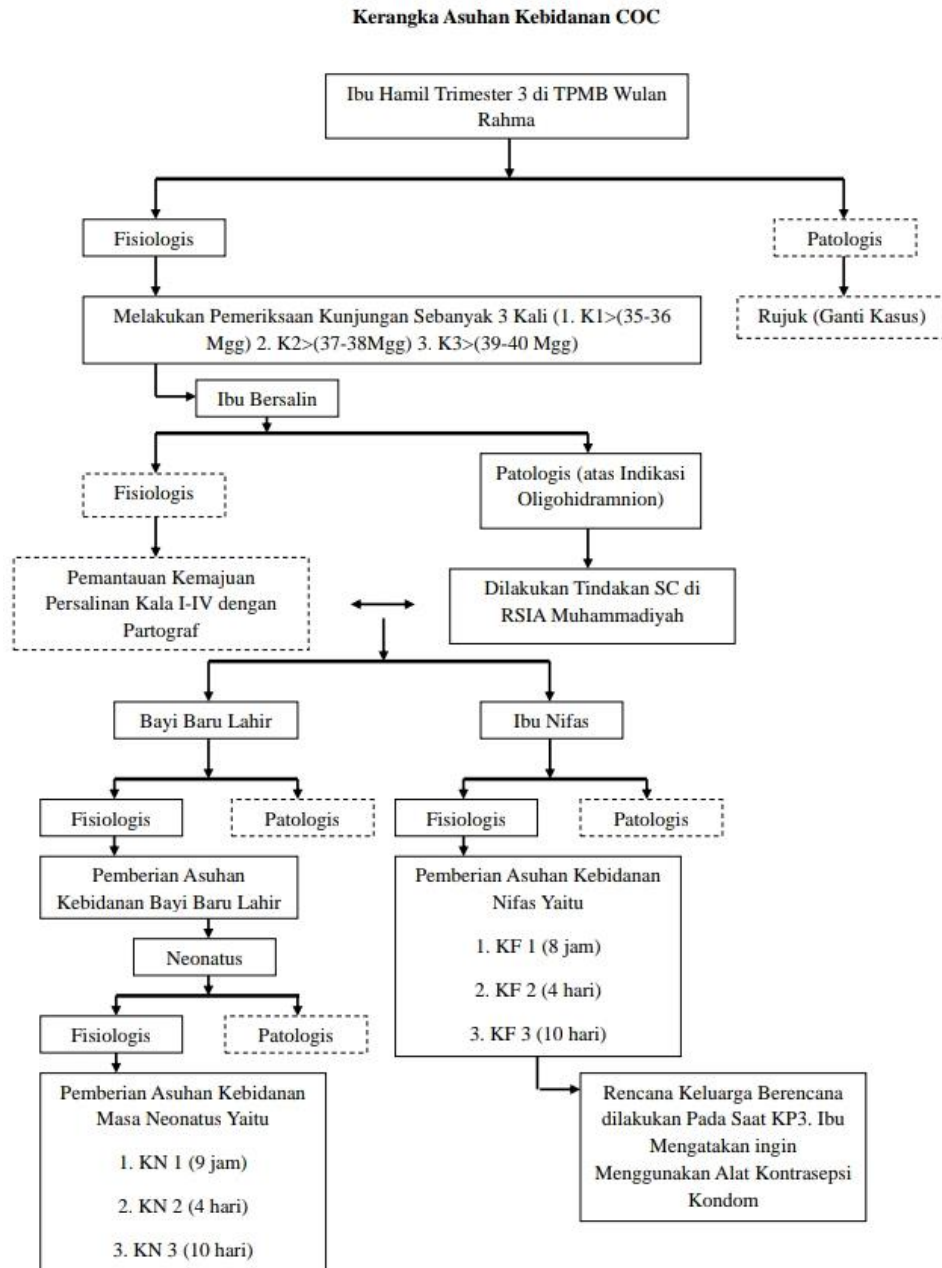 Kerangka Asuhan Kebidanan COC
Ibu Hamil Trimester 3 di TPMB Wulan
Rahma
Fisiologis
Patologis
Melakukan Pemeriksaan Kunjungan Sebanyak 3 Kali (1. K1>(35-36
Mgg) 2. K2>(37-38Mgg) 3. K3>(39-40 Mgg)
Rujuk (Ganti Kasus)
Ibu Bersalin
Fisiologis
Patologis (atas Indikasi
Oligohidramnion)
Pemantauan Kemajuan
Persalinan Kala I-IV dengan
Partograf
Dilakukan Tindakan SC di
RSIA Muhammadiyah
Bayi Baru Lahir
Ibu Nifas
Fisiologis
Patologis
Fisiologis
Patologis
Pemberian Asuhan
Kebidanan Bayi Baru Lahir
Neonatus
Fisiologis
Patologis
Pemberian Asuhan Kebidanan
Masa Neonatus Yaitu
1. KN 1 (9 jam)
2. KN 2 (4 hari)
3. KN 3 (10 hari)
Pemberian Asuhan Kebidanan
Nifas Yaitu
1. KF 1 (8 jam)
2. KF 2 (4 hari)
3. KF 3 (10 hari)
Rencana Keluarga Berencana
dilakukan Pada Saat KP3. Ibu
Mengatakan ingin
Menggunakan Alat Kontrasepsi
Kondom